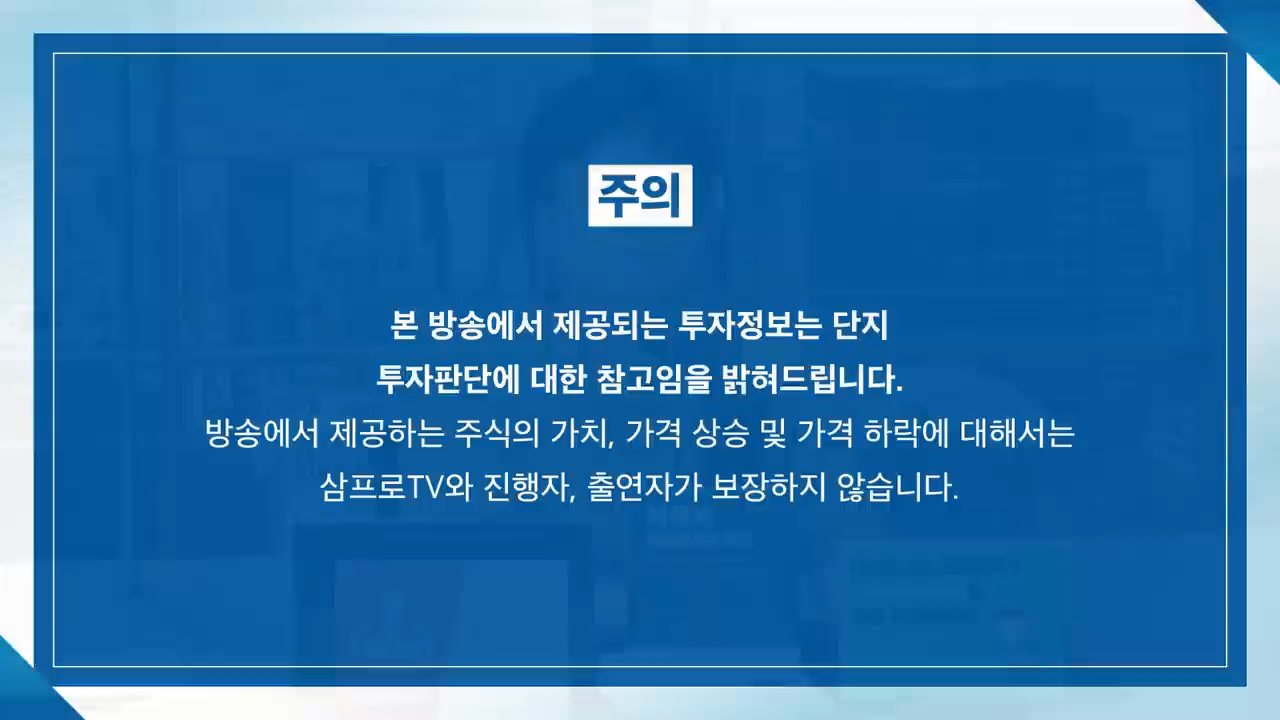 주의
본 방송에서 제공되는 투자정보는 단지
투자판단에 대한 참고임을 밝혀드립니다.
방송에서 제공하는 주식의 가치, 가격 상승 및 가격 하락에 대해서는
삼프로TV와 진행자, 출연자가 보장하지 않습니다.